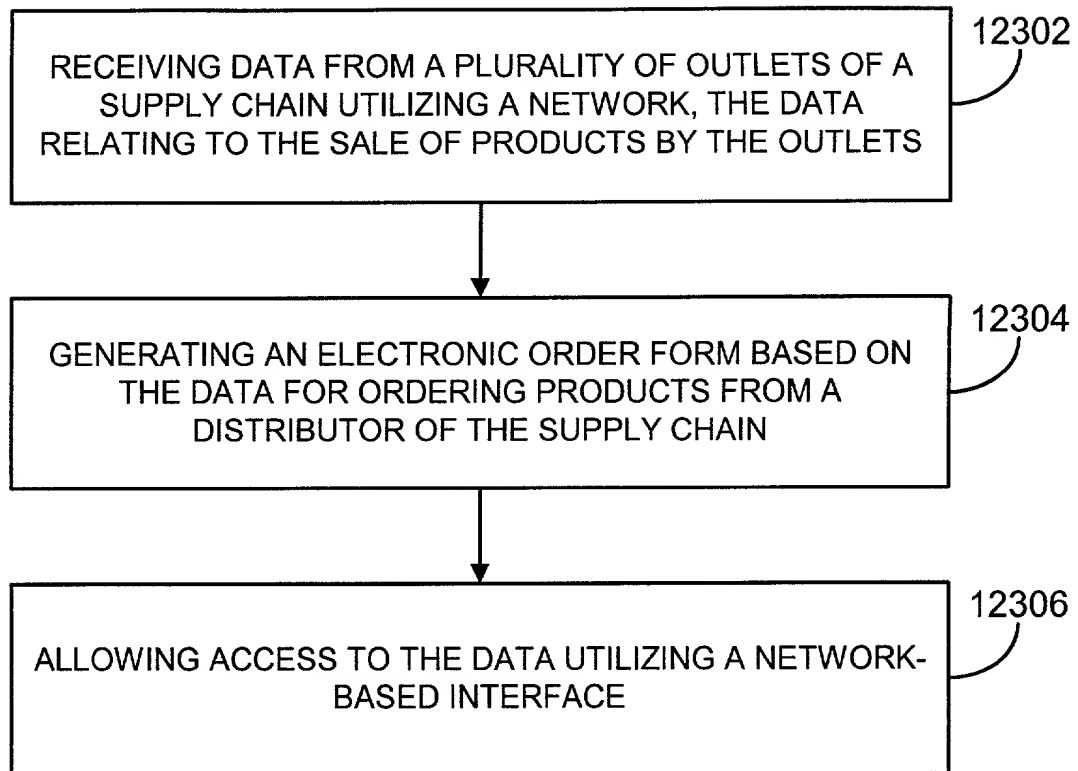 12302
RECEIVING DATA FROM A PLURALITY OF OUTLETS OF A
SUPPLY CHAIN UTILIZING A NETWORK, THE DATA
RELATING TO THE SALE OF PRODUCTS BY THE OUTLETS
12304
GENERATING AN ELECTRONIC ORDER FORM BASED ON
THE DATA FOR ORDERING PRODUCTS FROM A
DISTRIBUTOR OF THE SUPPLY CHAIN
12306
ALLOWING ACCESS TO THE DATA UTILIZING A NETWORK-
BASED INTERFACE